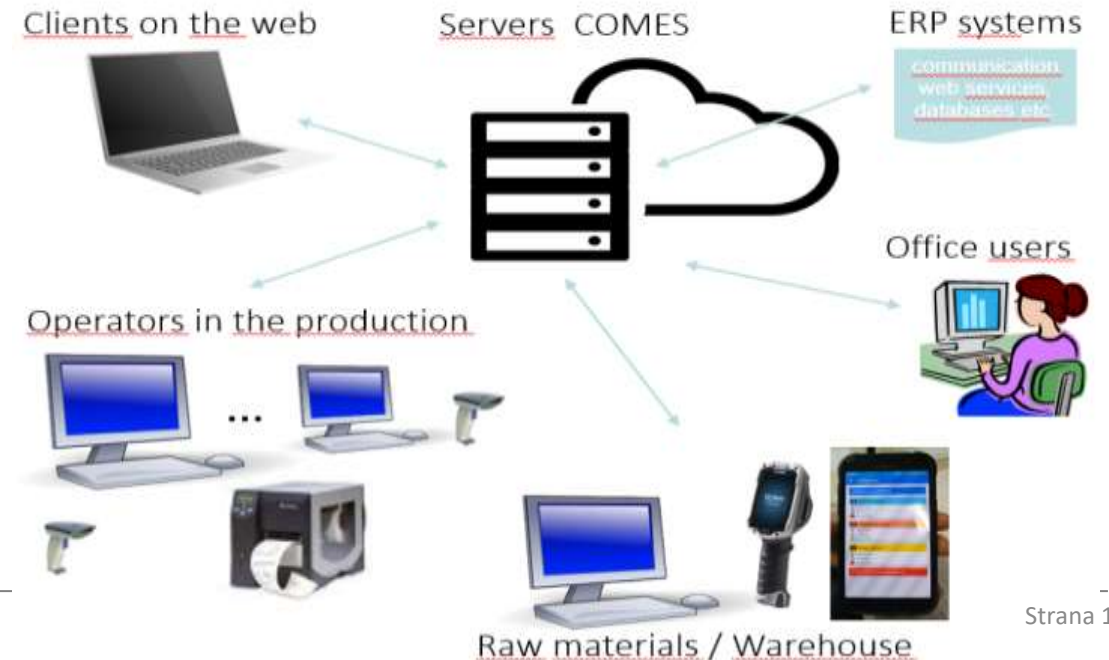 Clients on the web
Servers COMES
ERP systems
communication
web services
databases etc
Office users
Operators in the production
...
Strana 1
Raw materials / Warehouse